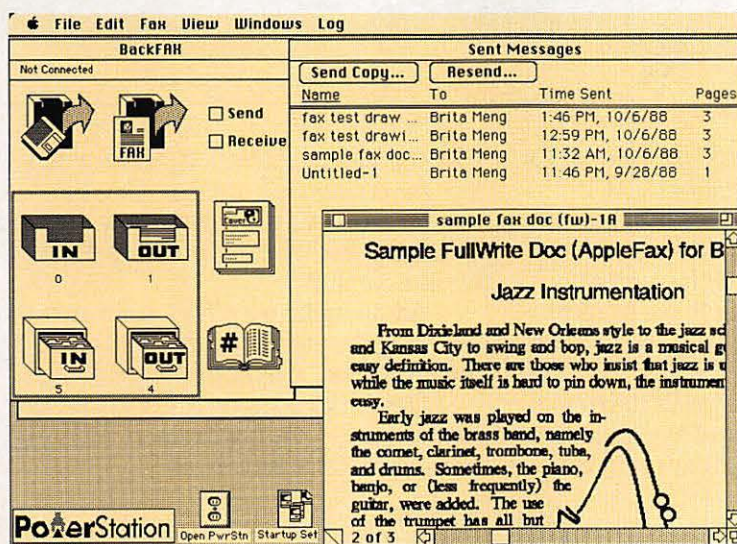 File Edit Fax View Windows Log
BackFAX
Not Connected
FAX
Send
Receive
Cover
IN
OUT
0
1
#
IN
OUT
5
4
Sent Messages
Send Copy...
Resend...
Name To Time Sent Pages
fax test draw ... Brita Meng 1:46 PM, 10/6/88 3
fax test drawi... Brita Meng 12:59 PM, 10/6/88 3
sample fax doc... Brita Meng 11:32 AM, 10/6/88 3
Untitled-1 Brita Meng 11:46 PM, 9/28/88 1
sample fax doc (fw)-1A
Sample FullWrite Doc (AppleFax) for B
Jazz Instrumentation
From Dixieland and New Orleans style to the jazz sc
and Kansas City to swing and bop, jazz is a musical g
easy definition. There are those who insist that jazz is u
while the music itself is hard to pin down, the instrumen
easy.
Early jazz was played on the in-
struments of the brass band, namely
the cornet, clarinet, trombone, tuba,
and drums. Sometimes, the piano,
banjo, or (less frequently) the
guitar, were added. The use
of the trumpet has all but
2 of 3
PowerStation
Open PwrStn
Startup Set